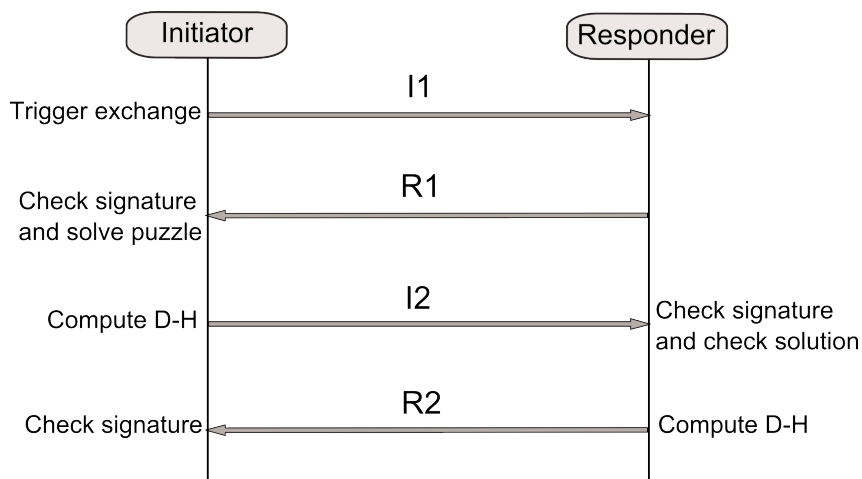 Initiator
Responder
I1
Trigger exchange
R1
Check signature
and solve puzzle
I2
Compute D-H
Check signature
and check solution
R2
Check signature
Compute D-H